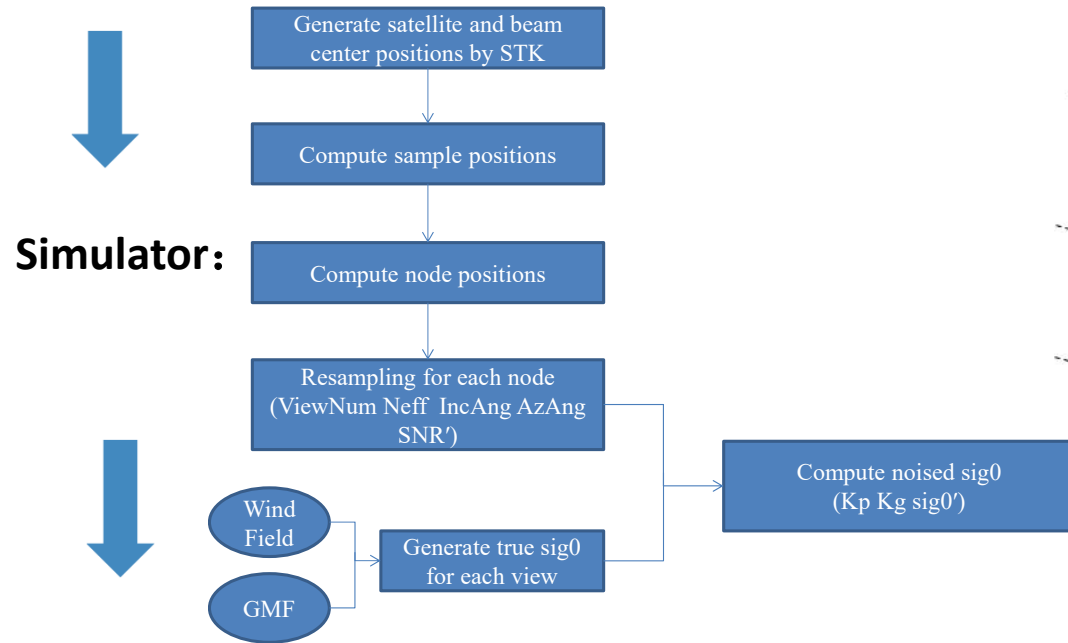 Generate satellite and beam
center positions by STK
Compute sample positions
Simulator：
Compute node positions
Resampling for each node
(ViewNum Neff IncAng AzAng
SNR′)
Compute noised sig0
(Kp Kg sig0′)
Wind
Field
Generate true sig0
for each view
GMF